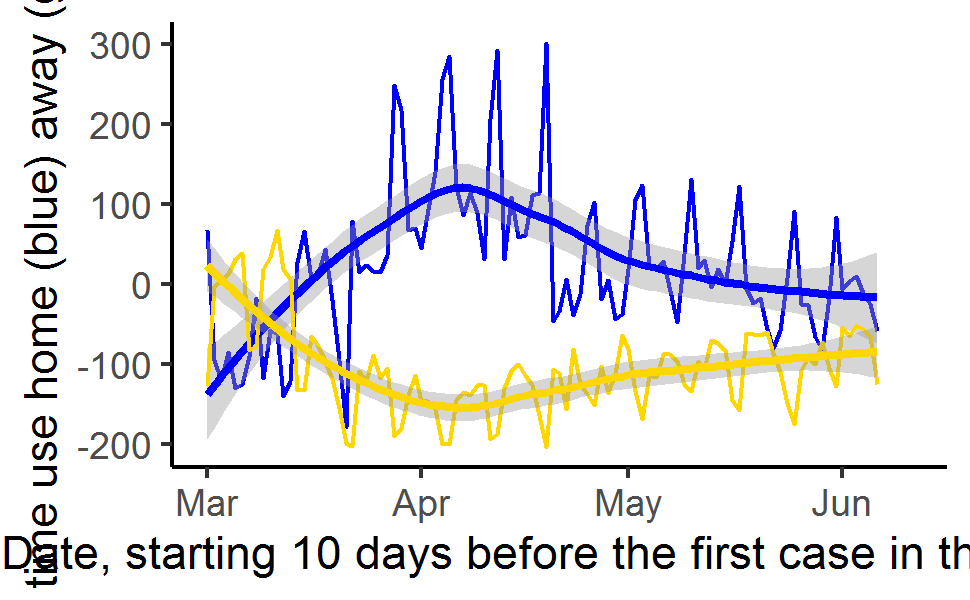 time use home (blue) away (
300
200
100
0
-100
-200
Mar Apr May Jun
Date, starting 10 days before the first case in th